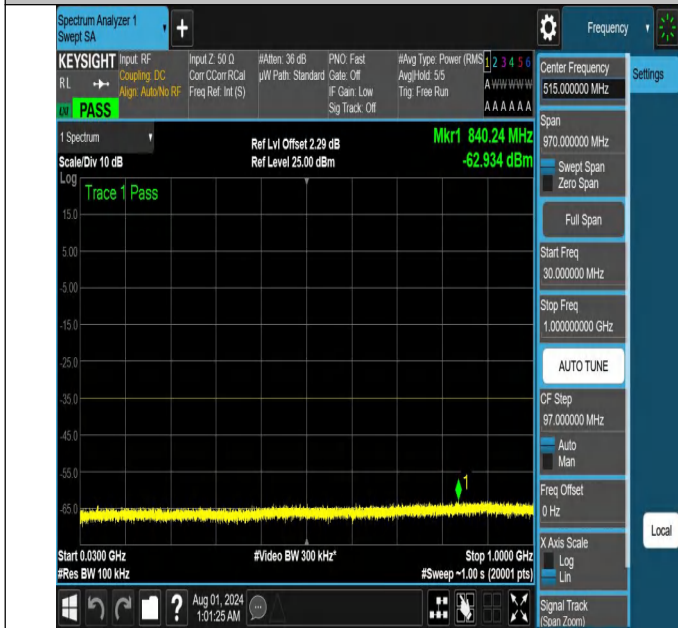 Spectrum Analyzer 1
Swept SA
+
Frequency
KEYSIGHT
RL
PASS
Input: RF
Coupling: DC
Align: Auto/No RF
Input Z: 50 Ω
Corr CCorr RCal
Freq Ref: Int (S)
#Atten: 36 dB
µW Path: Standard
PNO: Fast
Gate: Off
IF Gain: Low
Sig Track: Off
#Avg Type: Power (RMS
Avg|Hold: 5/5
Trig: Free Run
1 2 3 4 5 6
A W W W W W
A A A A A A
Center Frequency
515.000000 MHz
Settings
1 Spectrum
Ref Lvl Offset 2.29 dB
Mkr1 840.24 MHz
Scale/Div 10 dB
Ref Level 25.00 dBm
-62.934 dBm
Log
Trace 1 Pass
15.0
5.00
-5.00
-15.0
-25.0
-35.0
-45.0
-55.0
-65.0
1
Start 0.0300 GHz
#Video BW 300 kHz*
Stop 1.0000 GHz
#Res BW 100 kHz
#Sweep ~1.00 s (20001 pts)
Span
970.000000 MHz
Swept Span
Zero Span
Full Span
Start Freq
30.000000 MHz
Stop Freq
1.000000000 GHz
AUTO TUNE
CF Step
97.000000 MHz
Auto
Man
Freq Offset
0 Hz
X Axis Scale
Log
Lin
Local
Signal Track
(Span Zoom)
?
Aug 01, 2024
1:01:25 AM